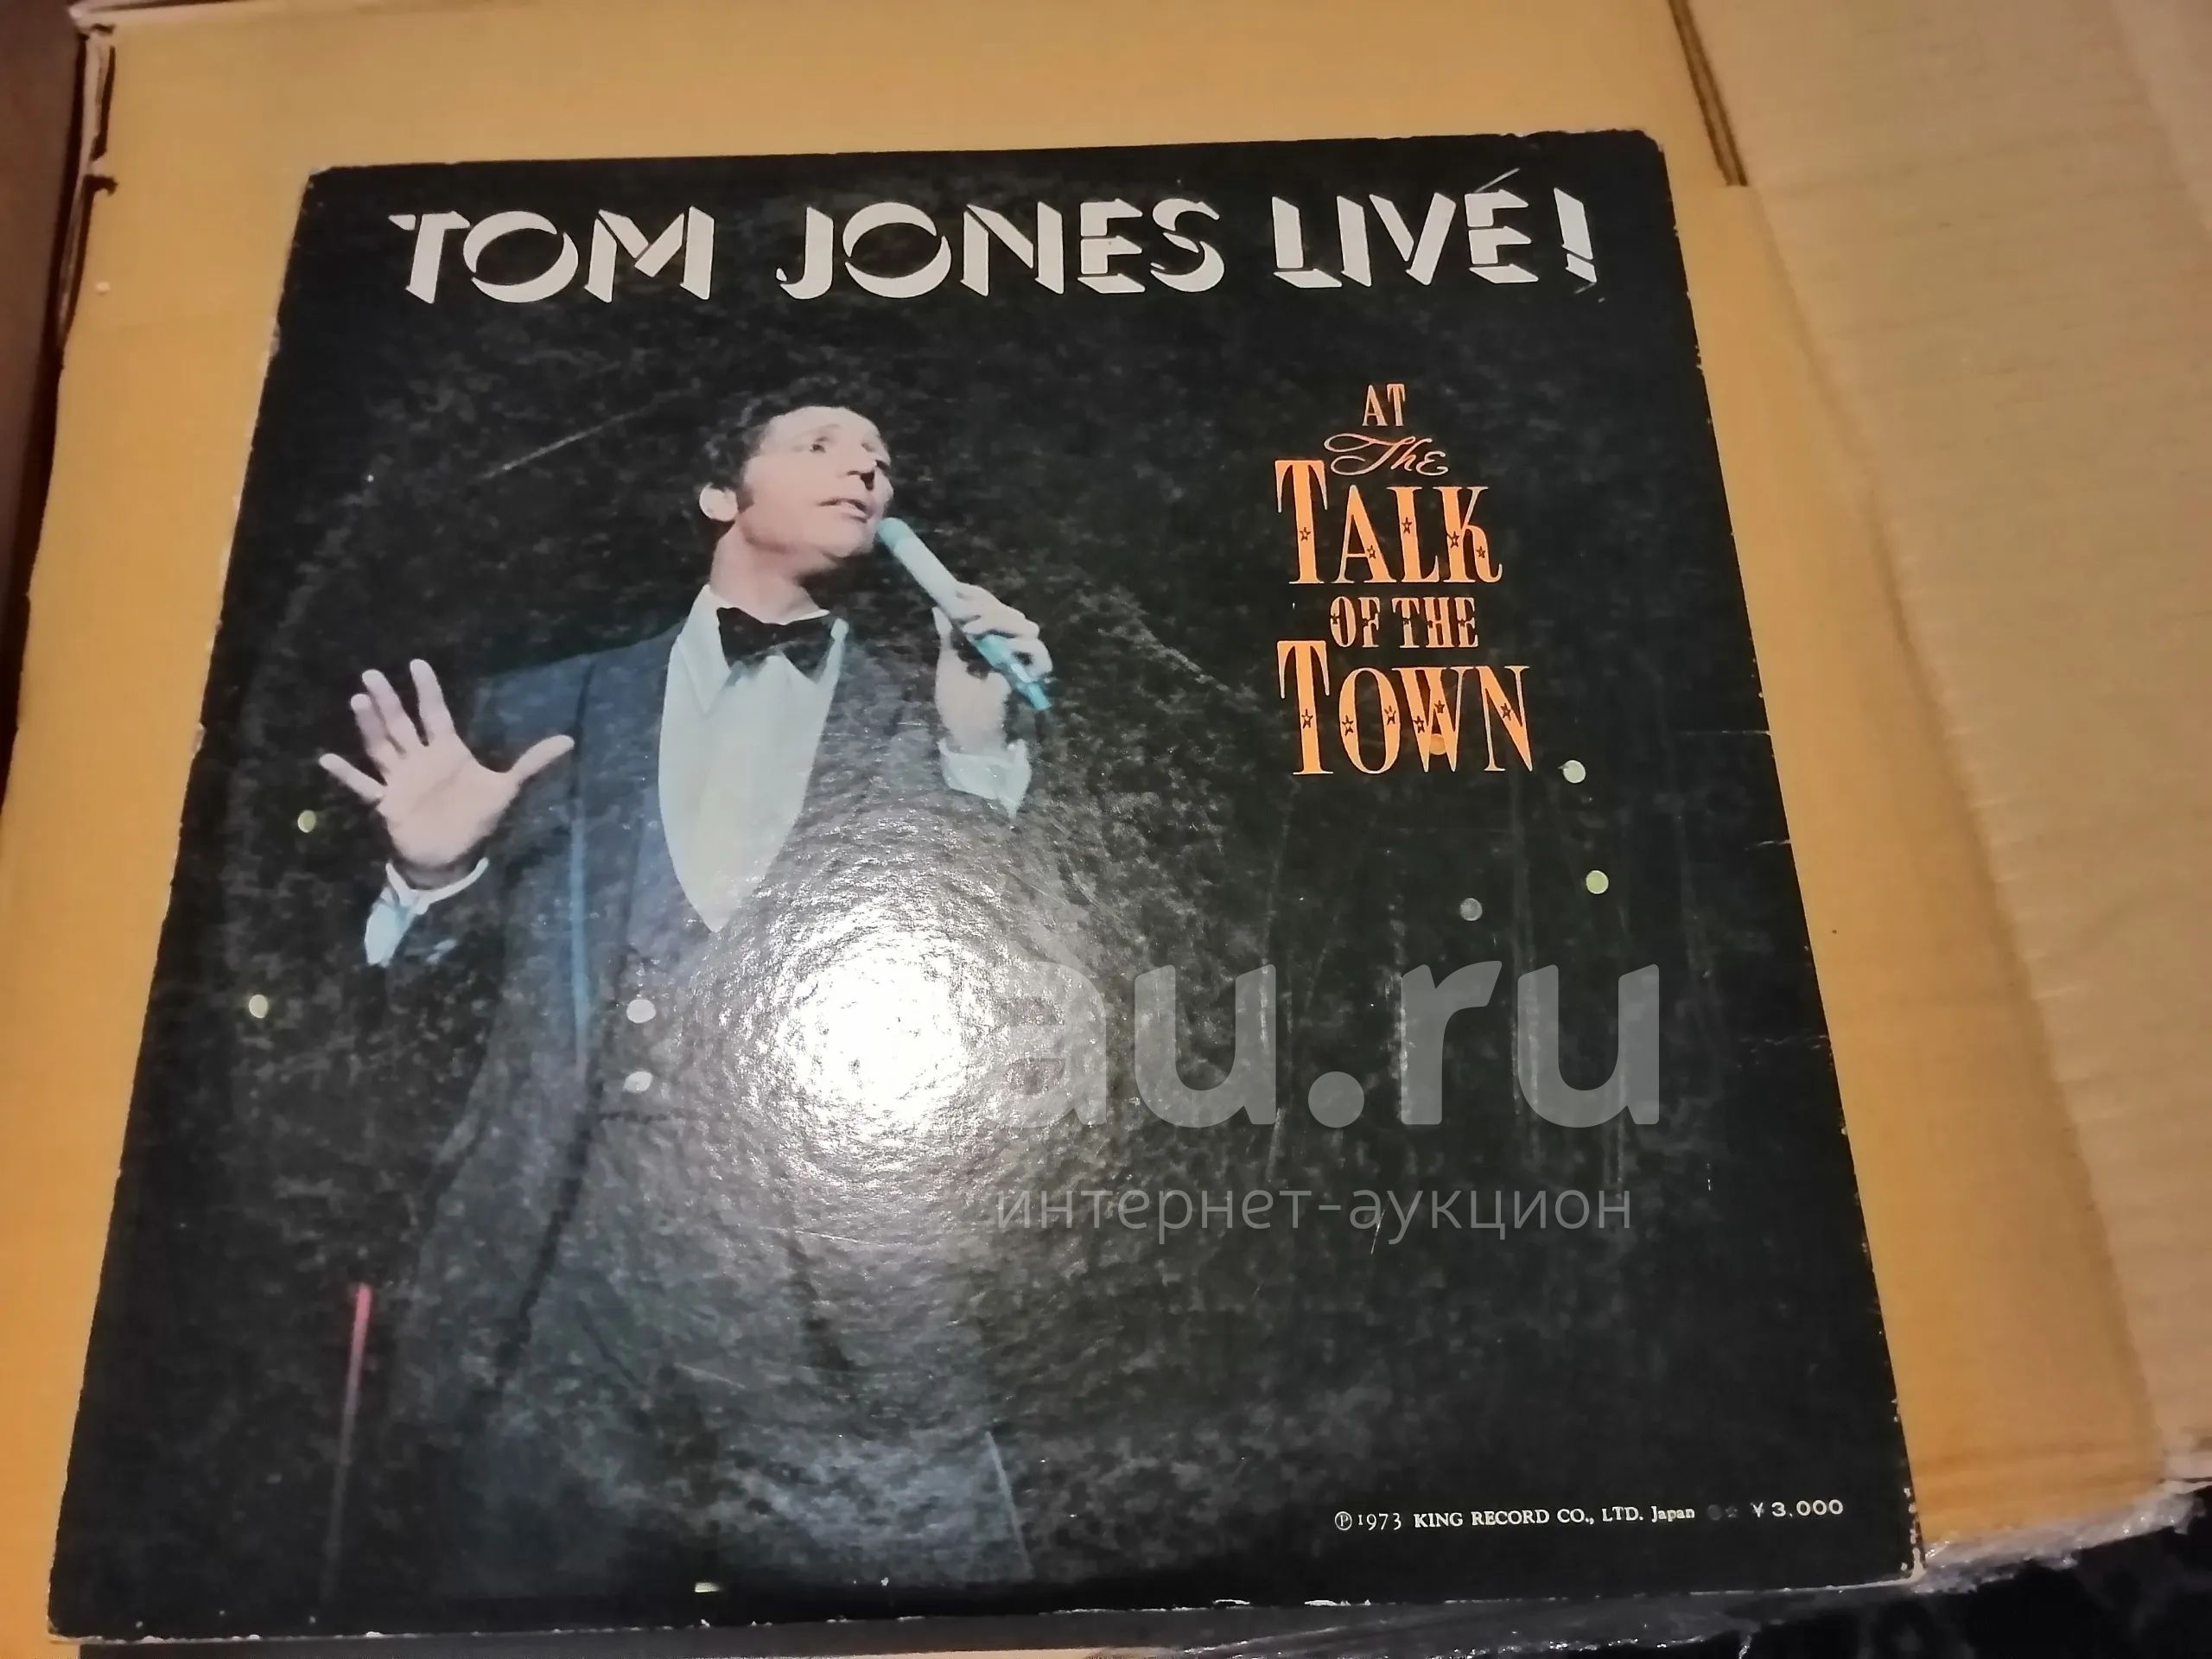 TOM JONES LIVE!
AT
The
TALK
OF THE
TOWN
au.ru
интернет-аукцион
℗1973 KING RECORD CO., LTD. Japan ¥3,000